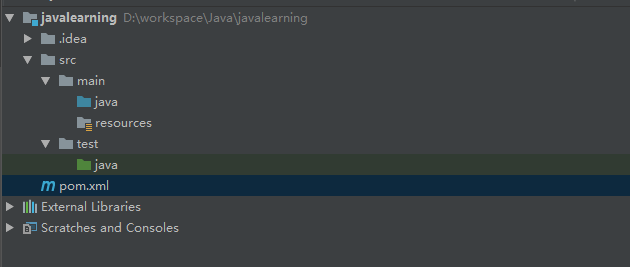 javalearning D:\workspace\Java\javalearning
.idea
src
main
java
resources
test
java
pom.xml
External Libraries
Scratches and Consoles